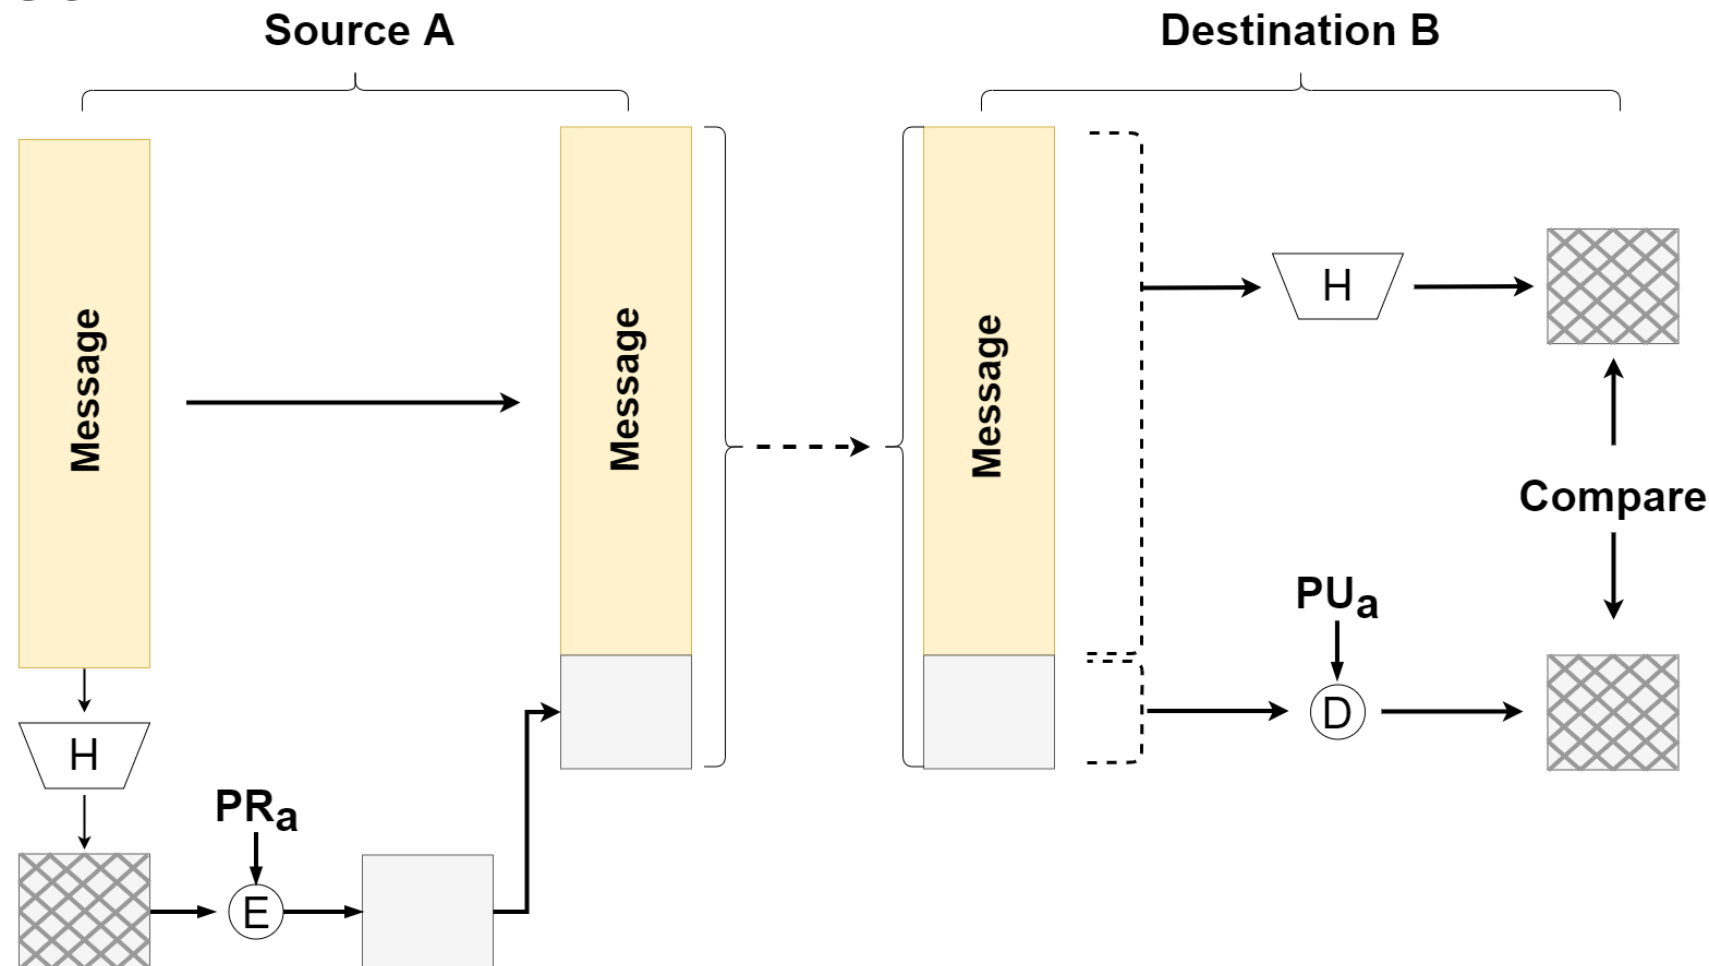 Source A
Destination B
Message
Message
Message
H
PUa
Compare
D
H
PRa
E